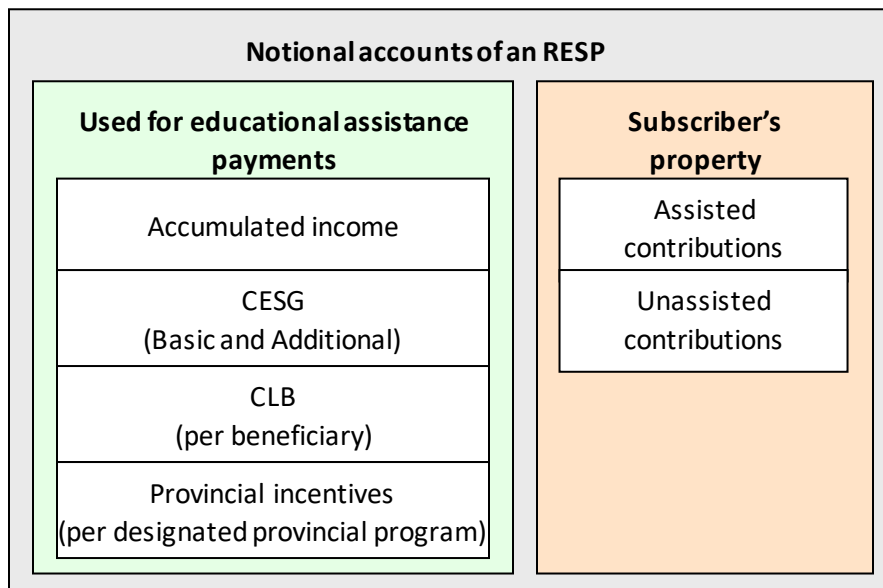 Notional accounts of an RESP
Used for educational assistance
payments
Accumulated income
CESG
(Basic and Additional)
CLB
(per beneficiary)
Provincial incentives
(per designated provincial program)
Subscriber’s
property
Assisted
contributions
Unassisted
contributions